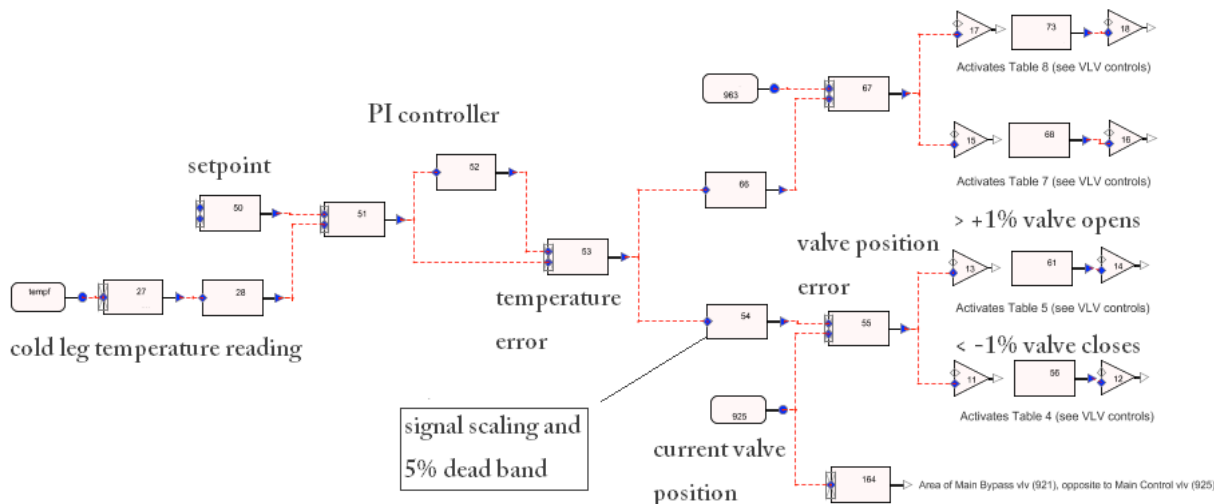 17
73
18
Activates Table 8 (see VLV controls)
963
67
PI controller
15
68
16
52
setpoint
Activates Table 7 (see VLV controls)
66
50
51
> +1% valve opens
valve position
error
53
13
61
14
tempf
27
28
temperature
error
Activates Table 5 (see VLV controls)
54
55
cold leg temperature reading
< -1% valve closes
11
56
12
signal scaling and
5% dead band
925
Activates Table 4 (see VLV controls)
current valve
position
164
Area of Main Bypass vlv (921), opposite to Main Control vlv (925)